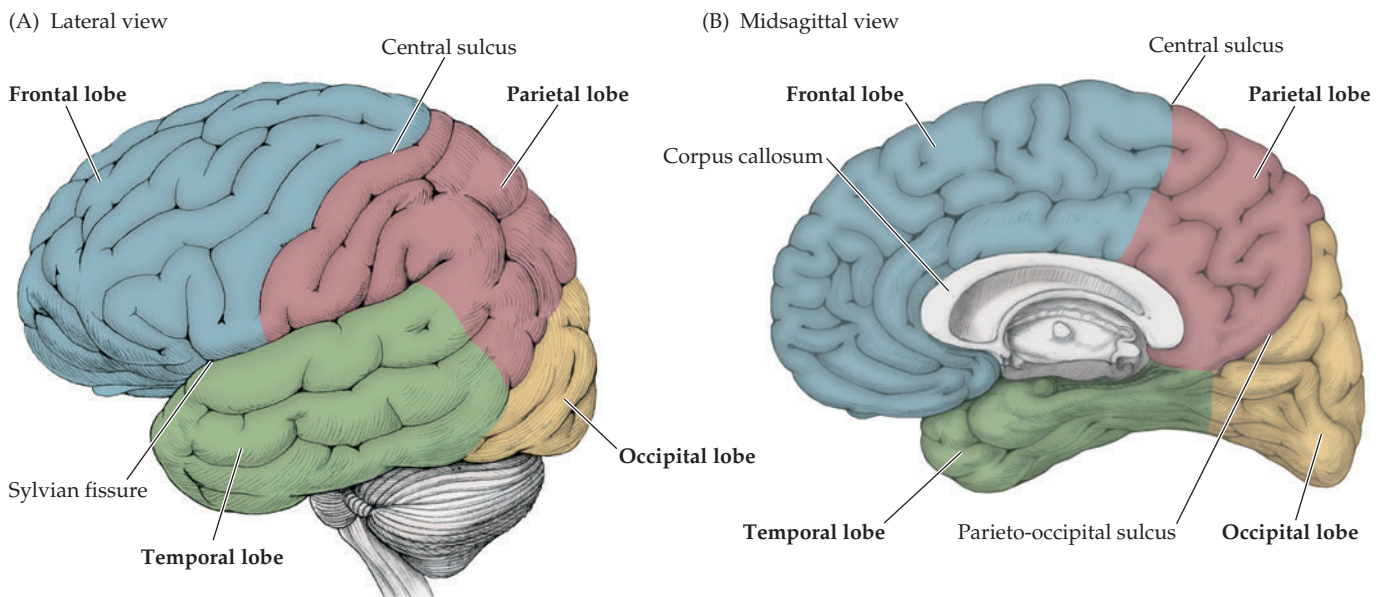 (A) Lateral view
Central sulcus
Frontal lobe
Parietal lobe
Occipital lobe
Sylvian fissure
Temporal lobe
(B) Midsagittal view
Central sulcus
Frontal lobe
Parietal lobe
Corpus callosum
Temporal lobe
Parieto-occipital sulcus
Occipital lobe